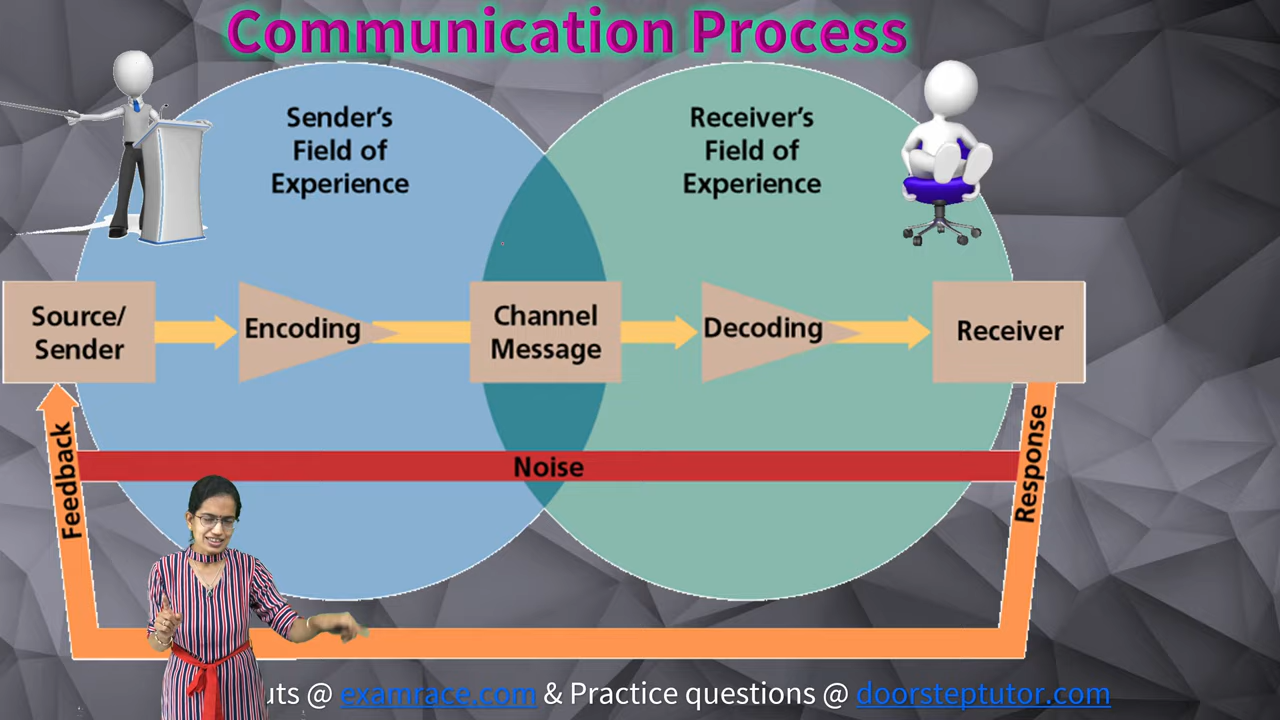 Communication Process
Sender's
Field of
Experience
Receiver's
Field of
Experience
Source/
Sender
Encoding
Channel
Message
Decoding
Receiver
Feedback
Noise
Response
@ examrace.com & Practice questions @ doorsteptutor.com